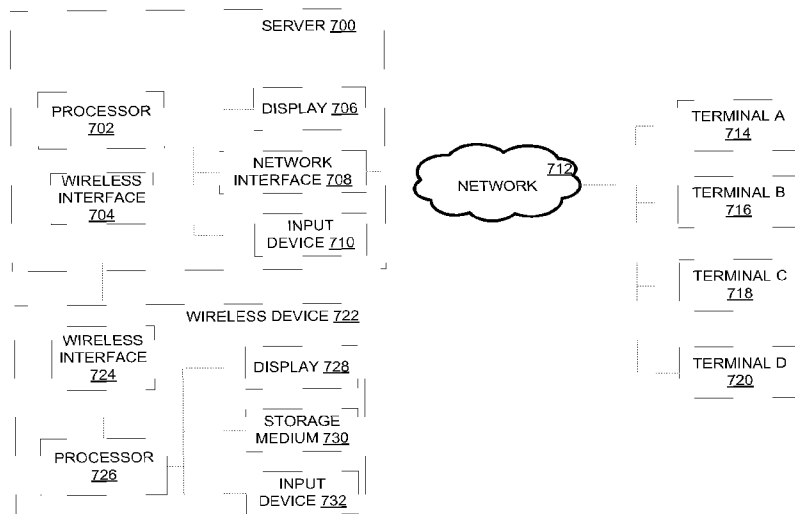 SERVER 700
PROCESSOR
702
DISPLAY 706
WIRELESS
INTERFACE
704
NETWORK
INTERFACE 708
INPUT
DEVICE 710
NETWORK
712
TERMINAL A
714
TERMINAL B
716
TERMINAL C
718
TERMINAL D
720
WIRELESS DEVICE 722
WIRELESS
INTERFACE
724
DISPLAY 728
STORAGE
MEDIUM 730
PROCESSOR
726
INPUT
DEVICE 732